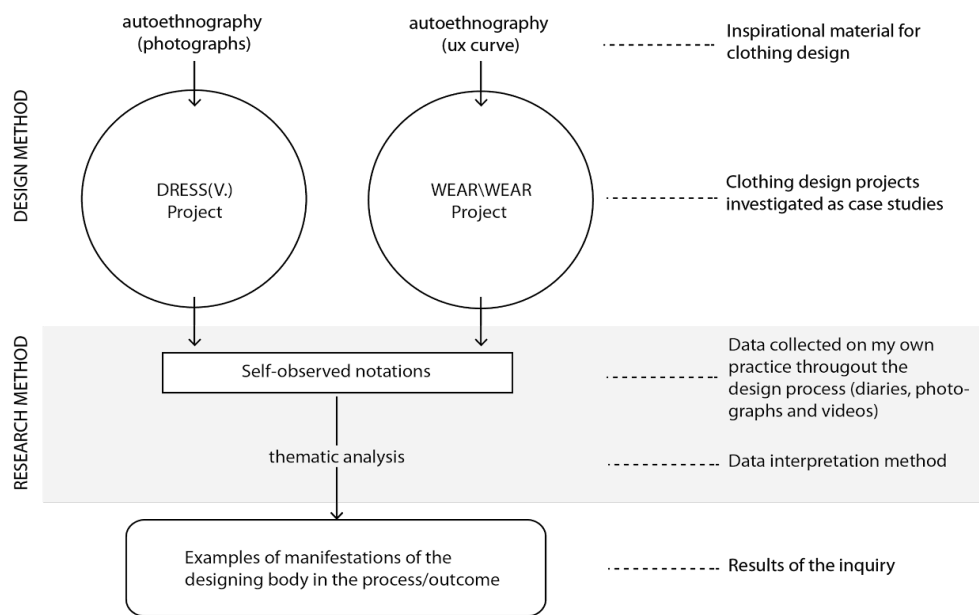 autoethnography
(photographs)
autoethnography
(ux curve)
Inspirational material for
clothing design
DESIGN METHOD
DRESS(V.)
Project
WEAR\WEAR
Project
Clothing design projects
investigated as case studies
RESEARCH METHOD
Self-observed notations
Data collected on my own
practice througout the
design process (diaries, photo-
graphs and videos)
thematic analysis
Data interpretation method
Examples of manifestations of the
designing body in the process/outcome
Results of the inquiry